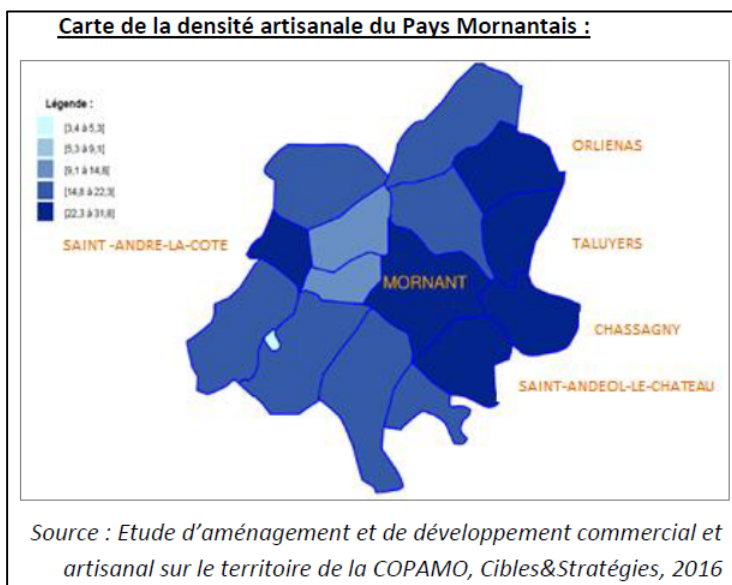 Carte de la densité artisanale du Pays Mornantais :
Légende :
[3,4 à 5,3]
[5,3 à 9,1]
[9,1 à 14,8]
[14,8 à 22,3]
[22,3 à 31,6]
ORLIENAS
SAINT -ANDRE-LA-COTE
TALUYERS
MORNANT
CHASSAGNY
SAINT-ANDEOL-LE-CHATEAU
Source : Etude d’aménagement et de développement commercial et
artisanal sur le territoire de la COPAMO, Cibles&Stratégies, 2016